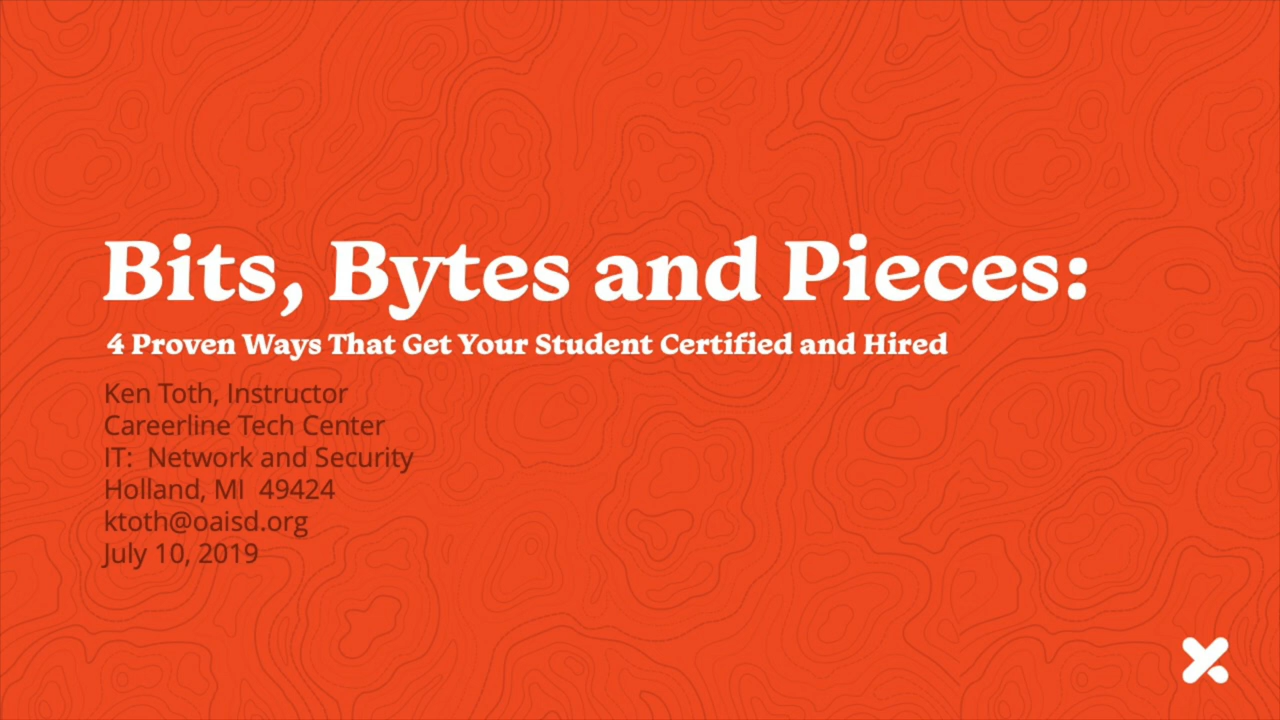 Bits, Bytes and Pieces:
4 Proven Ways That Get Your Student Certified and Hired
Ken Toth, Instructor
Careerline Tech Center
IT:  Network and Security
Holland, MI  49424
ktoth@oaisd.org
July 10, 2019